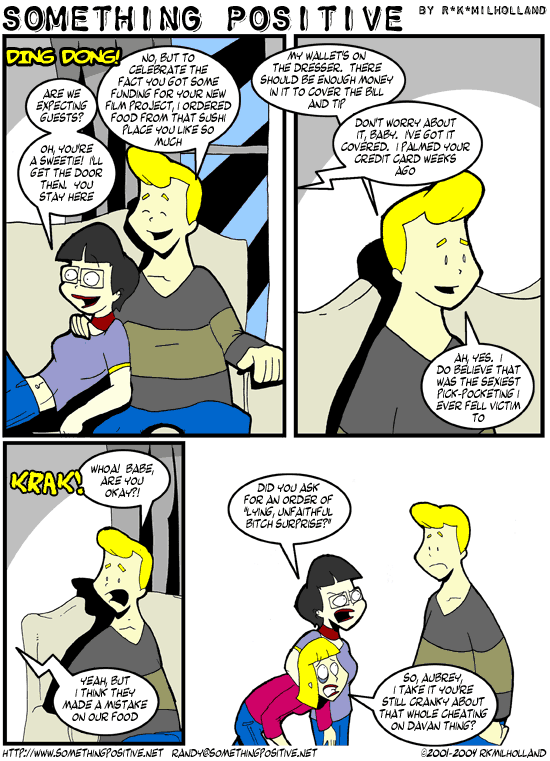 SOMETHING POSITIVE
BY R*K*MILHOLLAND
DING DONG!
ARE WE
EXPECTING
GUESTS?
NO, BUT TO
CELEBRATE THE
FACT YOU GOT SOME
FUNDING FOR YOUR NEW
FILM PROJECT, I ORDERED
FOOD FROM THAT SUSHI
PLACE YOU LIKE SO
MUCH
OH, YOU'RE
A SWEETIE! I'LL
GET THE DOOR
THEN. YOU
STAY HERE
MY WALLET'S ON
THE DRESSER. THERE
SHOULD BE ENOUGH MONEY
IN IT TO COVER THE BILL
AND TIP
DON'T WORRY ABOUT
IT, BABY. I'VE GOT IT
COVERED. I PALMED YOUR
CREDIT CARD WEEKS
AGO
AH, YES. I
DO BELIEVE THAT
WAS THE SEXIEST
PICK-POCKETING I
EVER FELL VICTIM
TO
KRAK!
WHOA! BABE,
ARE YOU
OKAY?!
YEAH, BUT
I THINK THEY
MADE A MISTAKE
ON OUR FOOD
DID YOU ASK
FOR AN ORDER OF
"LYING, UNFAITHFUL
BITCH SURPRISE?"
SO, AUBREY,
I TAKE IT YOU'RE
STILL CRANKY ABOUT
THAT WHOLE CHEATING
ON DAVAN THING?
HTTP://WWW.SOMETHINGPOSITIVE.NET RANDY@SOMETHINGPOSITIVE.NET
©2001-2004 RKMILHOLLAND